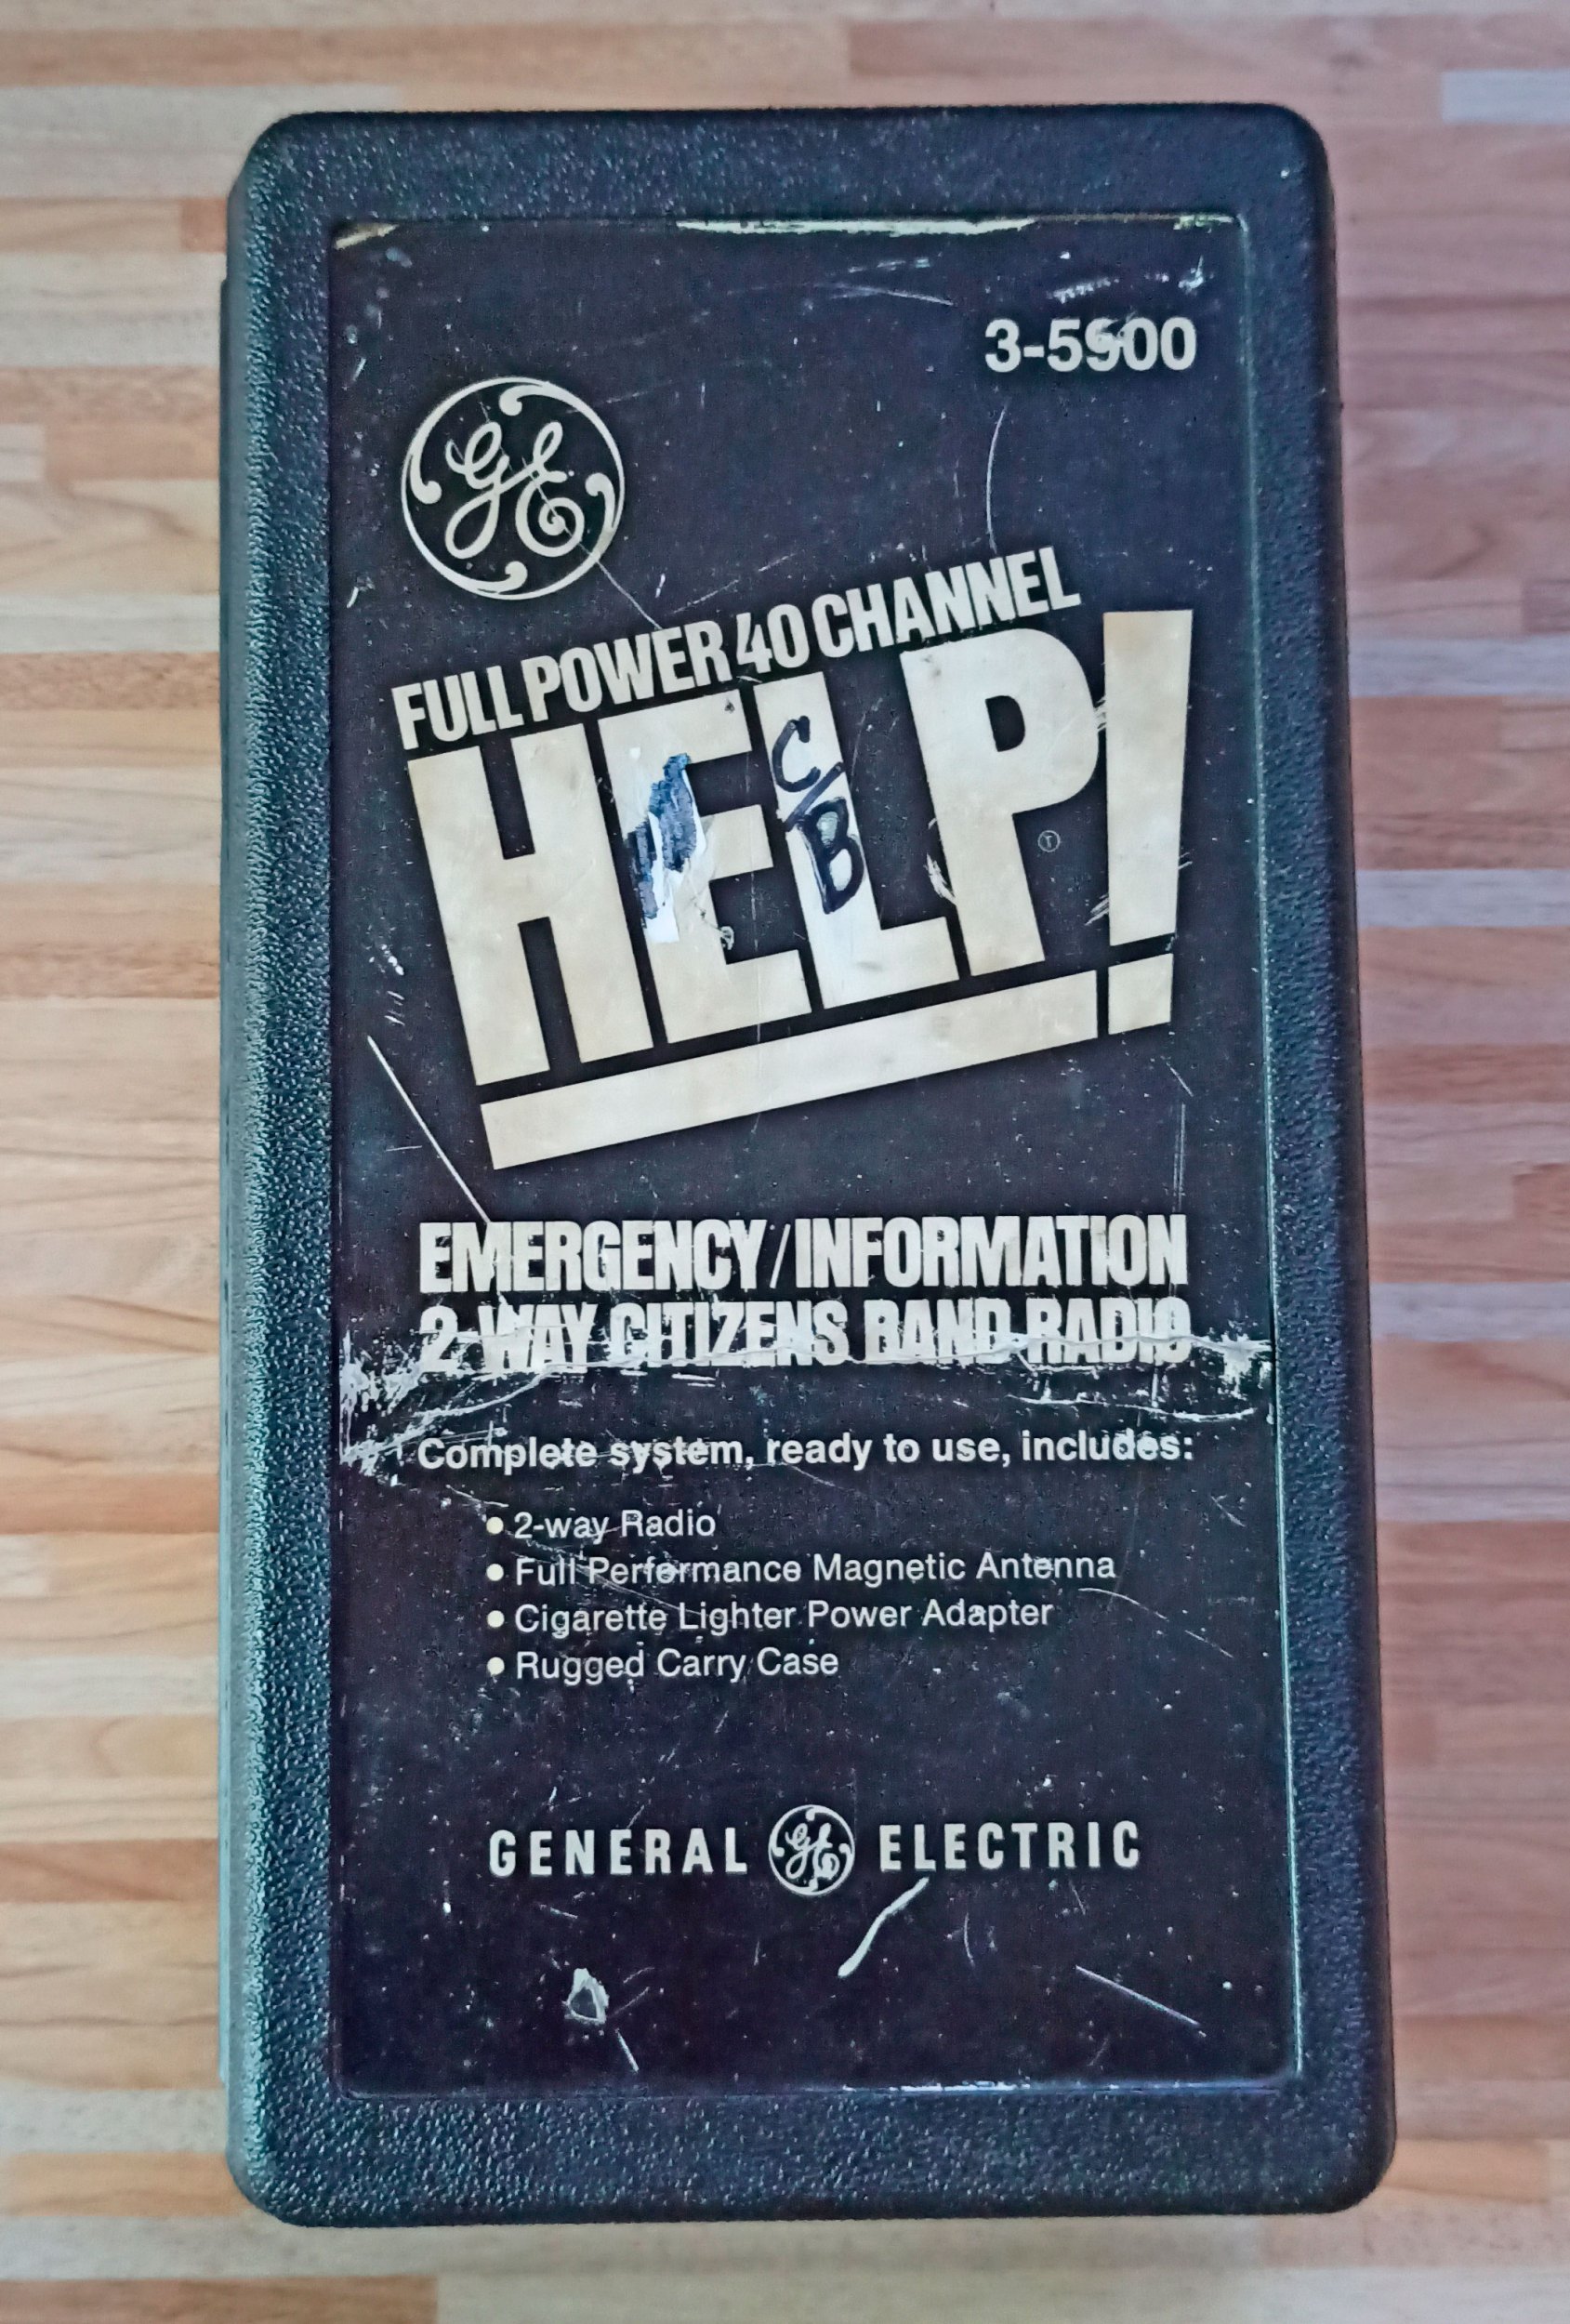 3-5900
GE
FULL POWER 40 CHANNEL
HELP!
C/B
EMERGENCY/INFORMATION
2-WAY CITIZENS BAND RADIO
Complete system, ready to use, includes:
• 2-way Radio
• Full Performance Magnetic Antenna
• Cigarette Lighter Power Adapter
• Rugged Carry Case
GENERAL GE ELECTRIC